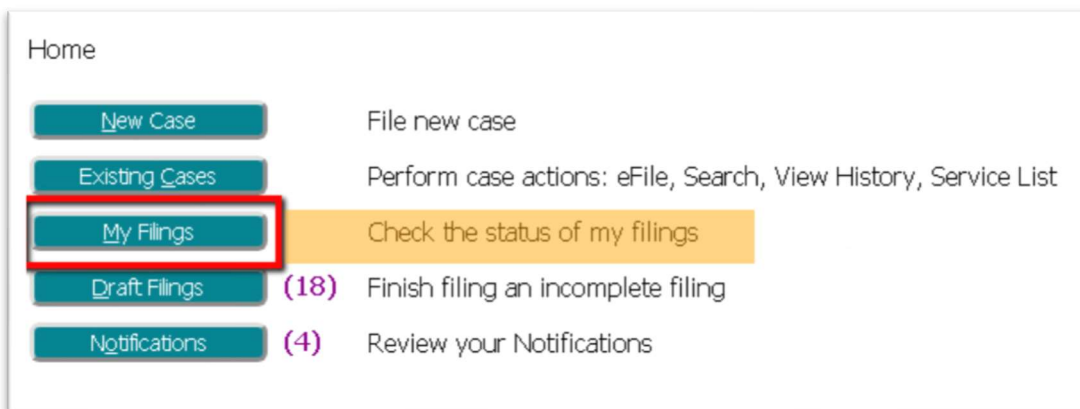 Home
New Case File new case
Existing Cases Perform case actions: eFile, Search, View History, Service List
My Filings Check the status of my filings
Draft Filings (18) Finish filing an incomplete filing
Notifications (4) Review your Notifications